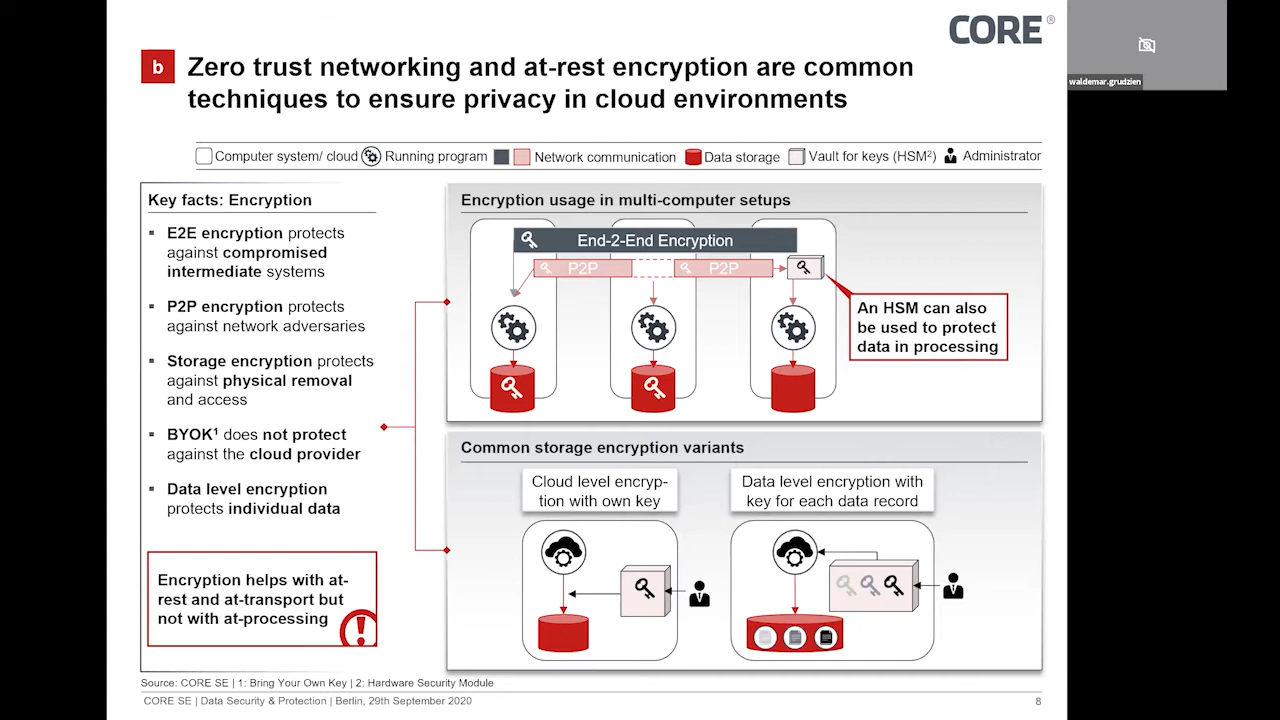 CORE®
waldemar.grudzien
b
Zero trust networking and at-rest encryption are common
techniques to ensure privacy in cloud environments
Computer system/ cloud Running program Network communication Data storage Vault for keys (HSM²) Administrator
Key facts: Encryption
▪ E2E encryption protects
against compromised
intermediate systems
▪ P2P encryption protects
against network adversaries
▪ Storage encryption protects
against physical removal
and access
▪ BYOK¹ does not protect
against the cloud provider
▪ Data level encryption
protects individual data
Encryption helps with at-
rest and at-transport but
not with at-processing
!
Encryption usage in multi-computer setups
End-2-End Encryption
P2P P2P
An HSM can also
be used to protect
data in processing
Common storage encryption variants
Cloud level encryp-
tion with own key
Data level encryption with
key for each data record
Source: CORE SE | 1: Bring Your Own Key | 2: Hardware Security Module
CORE SE | Data Security & Protection | Berlin, 29th September 2020
8